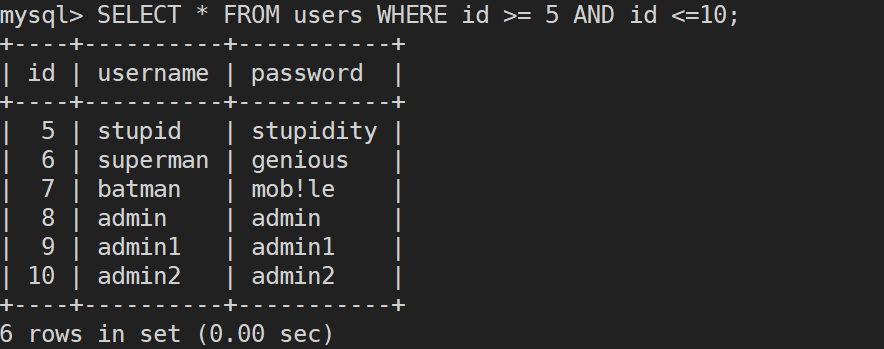 mysql> SELECT * FROM users WHERE id >= 5 AND id <=10;
+----+----------+-----------+
| id | username | password  |
+----+----------+-----------+
|  5 | stupid   | stupidity |
|  6 | superman | genious   |
|  7 | batman   | mob!le    |
|  8 | admin    | admin     |
|  9 | admin1   | admin1    |
| 10 | admin2   | admin2    |
+----+----------+-----------+
6 rows in set (0.00 sec)